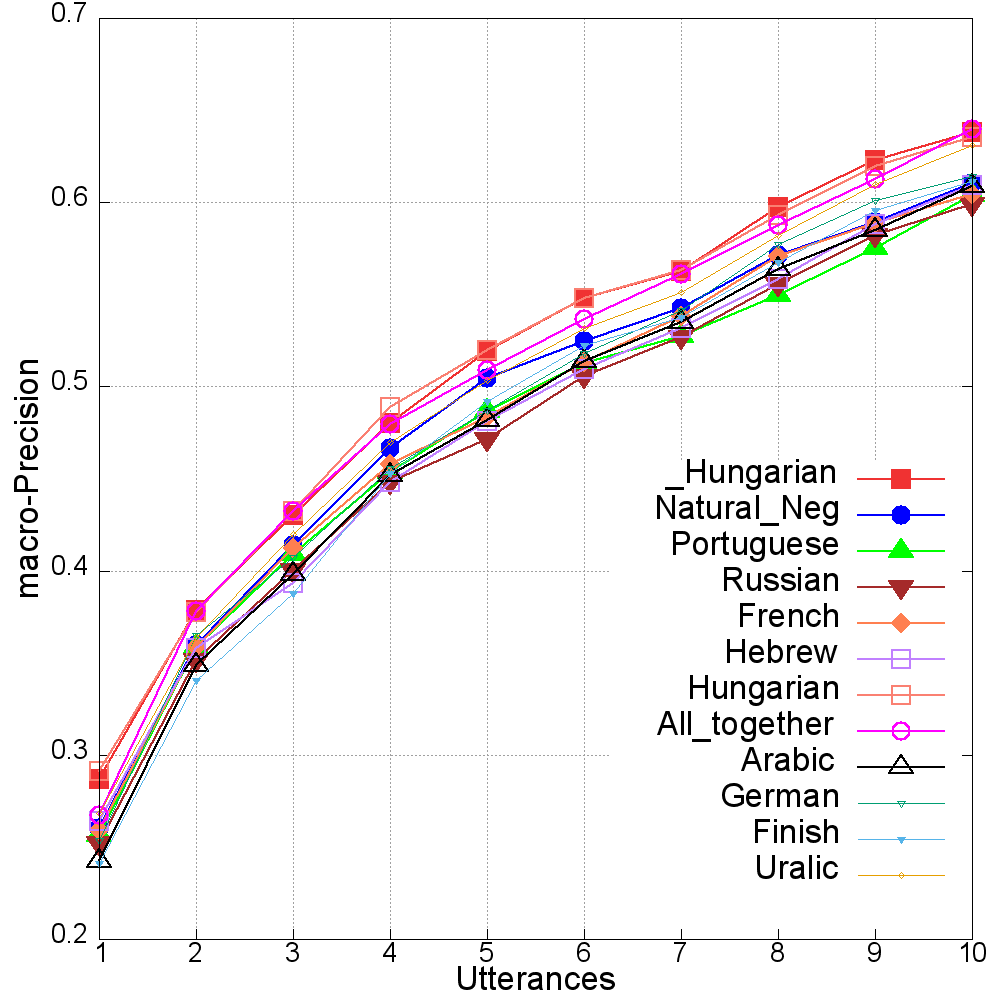 0.7
0.6
0.5
0.4
0.3
0.2
macro-Precision
_Hungarian
Natural_Neg
Portuguese
Russian
French
Hebrew
Hungarian
All_together
Arabic
German
Finish
Uralic
1 2 3 4 5 6 7 8 9 10
Utterances